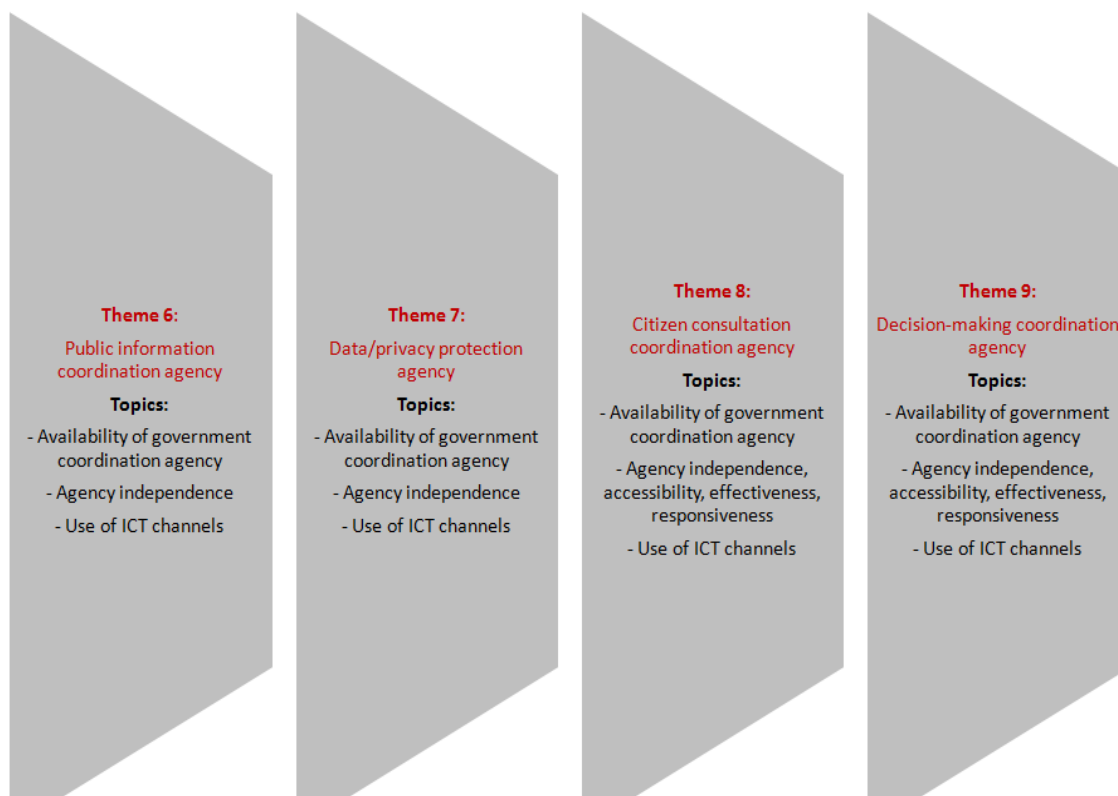 Theme 6:
Public information
coordination agency
Topics:
- Availability of government
coordination agency
- Agency independence
- Use of ICT channels
Theme 7:
Data/privacy protection
agency
Topics:
- Availability of government
coordination agency
- Agency independence
- Use of ICT channels
Theme 8:
Citizen consultation
coordination agency
Topics:
- Availability of government
coordination agency
- Agency independence,
accessibility, effectiveness,
responsiveness
- Use of ICT channels
Theme 9:
Decision-making coordination
agency
Topics:
- Availability of government
coordination agency
- Agency independence,
accessibility, effectiveness,
responsiveness
- Use of ICT channels